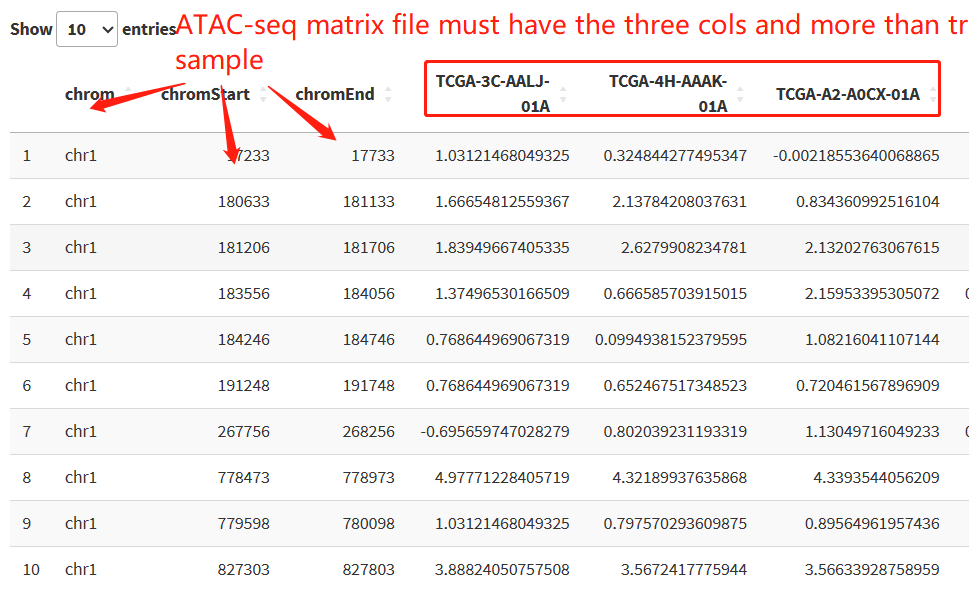 Show 10 entries
ATAC-seq matrix file must have the three cols and more than
sample
chrom chromStart chromEnd TCGA-3C-AALJ-01A TCGA-4H-AAAK-01A TCGA-A2-A0CX-01A
1 chr1 17233 17733 1.03121468049325 0.324844277495347 -0.00218553640068865
2 chr1 180633 181133 1.66654812559367 2.13784208037631 0.834360992516104
3 chr1 181206 181706 1.83949667405335 2.6279908234781 2.13202763067615
4 chr1 183556 184056 1.37496530166509 0.666585703915015 2.15953395305072
5 chr1 184246 184746 0.768644969067319 0.0994938152379595 1.08216041107144
6 chr1 191248 191748 0.768644969067319 0.652467517348523 0.720461567896909
7 chr1 267756 268256 -0.695659747028279 0.802039231193319 1.13049716049233
8 chr1 778473 778973 4.97771228405719 4.32189937635868 4.3393544056209
9 chr1 779598 780098 1.03121468049325 0.797570293609875 0.89564961957436
10 chr1 827303 827803 3.88824050757508 3.5672417775944 3.56633928758959